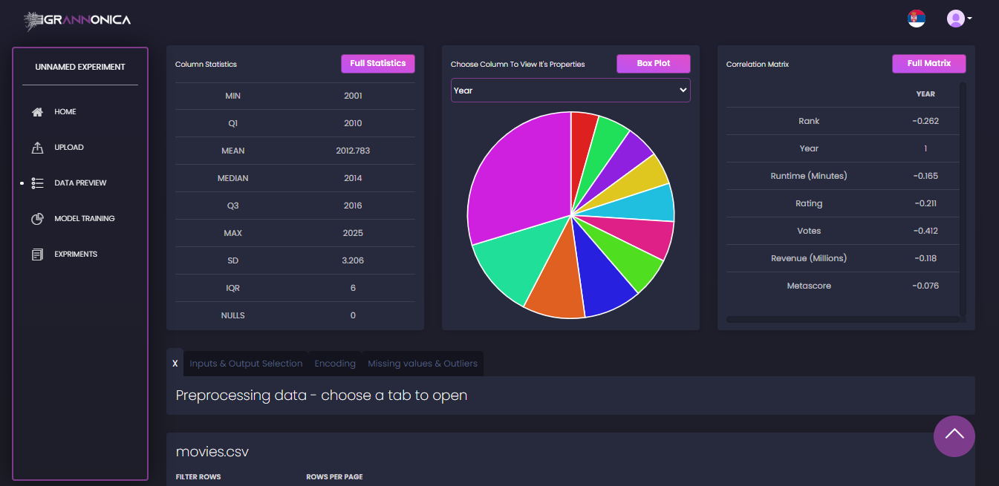 GRANNONICA
UNNAMED EXPERIMENT
HOME
UPLOAD
DATA PREVIEW
MODEL TRAINING
EXPRIMENTS
Column Statistics
Full Statistics
MIN 2001
Q1 2010
MEAN 2012.783
MEDIAN 2014
Q3 2016
MAX 2025
SD 3.206
IQR 6
NULLS 0
Choose Column To View It's Properties
Box Plot
Year
Correlation Matrix
Full Matrix
YEAR
Rank -0.262
Year 1
Runtime (Minutes) -0.165
Rating -0.211
Votes -0.412
Revenue (Millions) -0.118
Metascore -0.076
X Inputs & Output Selection Encoding Missing values & Outliers
Preprocessing data - choose a tab to open
movies.csv
FILTER ROWS ROWS PER PAGE